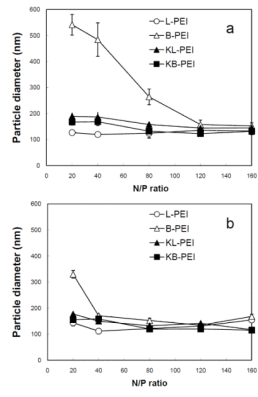 a
600
500
400
300
200
100
0
Particle diameter (nm)
L-PEI
B-PEI
KL-PEI
KB-PEI
0 20 40 60 80 100 120 140 160
N/P ratio
b
600
500
400
300
200
100
0
Particle diameter (nm)
L-PEI
B-PEI
KL-PEI
KB-PEI
0 20 40 60 80 100 120 140 160
N/P ratio